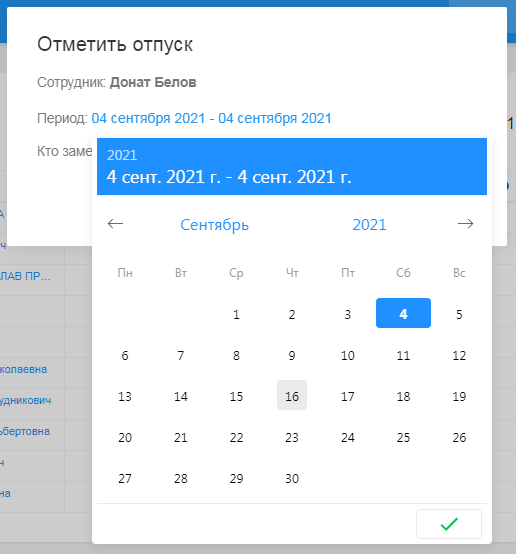 Отметить отпуск
Сотрудник: Донат Белов
Период: 04 сентября 2021 - 04 сентября 2021
Кто заме
2021
4 сент. 2021 г. - 4 сент. 2021 г.
Сентябрь 2021
Пн Вт Ср Чт Пт Сб Вс
1 2 3 4 5
6 7 8 9 10 11 12
13 14 15 16 17 18 19
20 21 22 23 24 25 26
27 28 29 30
ЛАВ ПР...
колаевна
удникович
ьбертовна
ч
на